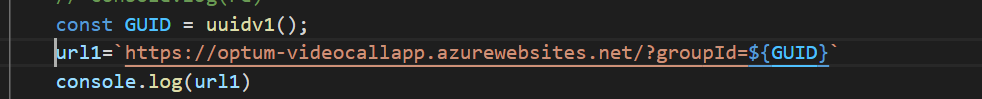 const GUID = uuidv1();
url1=`https://optum-videocallapp.azurewebsites.net/?groupId=${GUID}`
console.log(url1)